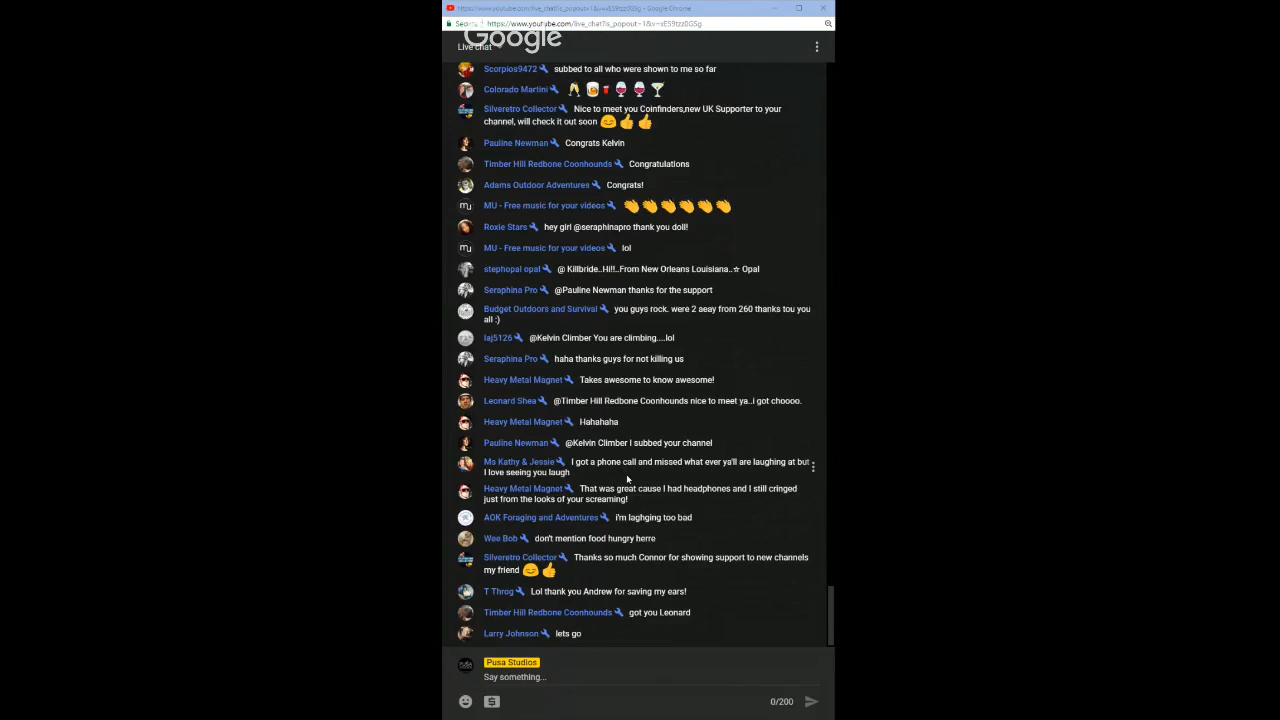 https://www.youtube.com/live_chat?is_popout=1&v=xES9tzz0GSg - Google Chrome
https://www.youtube.com/live_chat?is_popout=1&v=xES9tzz0GSg
Google
Live chat
Scorpios9472 subbed to all who were shown to me so far
Colorado Martini 🥂 🍺 🥤 🍷 🍷 🍸
Silveretro Collector Nice to meet you Coinfinders,new UK Supporter to your
channel, will check it out soon 😊 👍 👍
Pauline Newman Congrats Kelvin
Timber Hill Redbone Coonhounds Congratulations
Adams Outdoor Adventures Congrats!
mu MU - Free music for your videos 👏 👏 👏 👏 👏 👏
Roxie Stars hey girl @seraphinapro thank you doll!
mu MU - Free music for your videos lol
stephopal opal @ Killbride..Hi!!..From New Orleans Louisiana..☆ Opal
Seraphina Pro @Pauline Newman thanks for the support
Budget Outdoors and Survival you guys rock. were 2 aeay from 260 thanks tou you
all :)
laj5126 @Kelvin Climber You are climbing....lol
Seraphina Pro haha thanks guys for not killing us
Heavy Metal Magnet Takes awesome to know awesome!
Leonard Shea @Timber Hill Redbone Coonhounds nice to meet ya..i got choooo.
Heavy Metal Magnet Hahahaha
Pauline Newman @Kelvin Climber I subbed your channel
Ms Kathy & Jessie I got a phone call and missed what ever ya'll are laughing at but
I love seeing you laugh
Heavy Metal Magnet That was great cause I had headphones and I still cringed
just from the looks of your screaming!
AOK Foraging and Adventures i'm laghging too bad
Wee Bob don't mention food hungry herre
Silveretro Collector Thanks so much Connor for showing support to new channels
my friend 😊 👍
T Throg Lol thank you Andrew for saving my ears!
Timber Hill Redbone Coonhounds got you Leonard
Larry Johnson lets go
Pusa Studios
Say something...
0/200